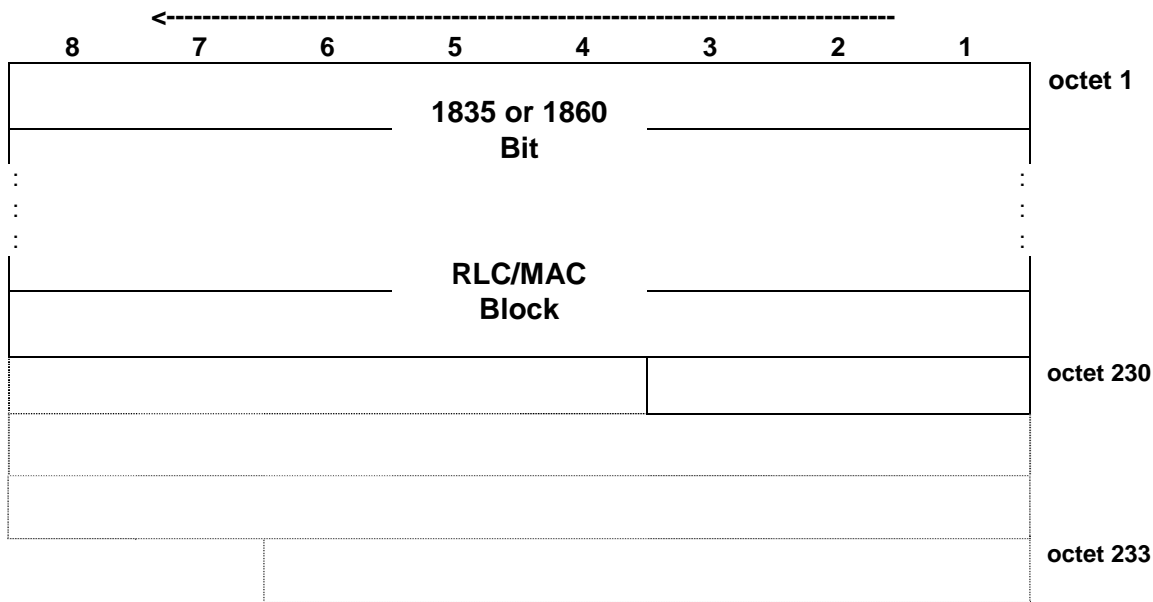 <---------------------------------------------------------------------------------
8 7 6 5 4 3 2 1
octet 1
1835 or 1860
Bit
: :
: :
: :
RLC/MAC
Block
octet 230
octet 233